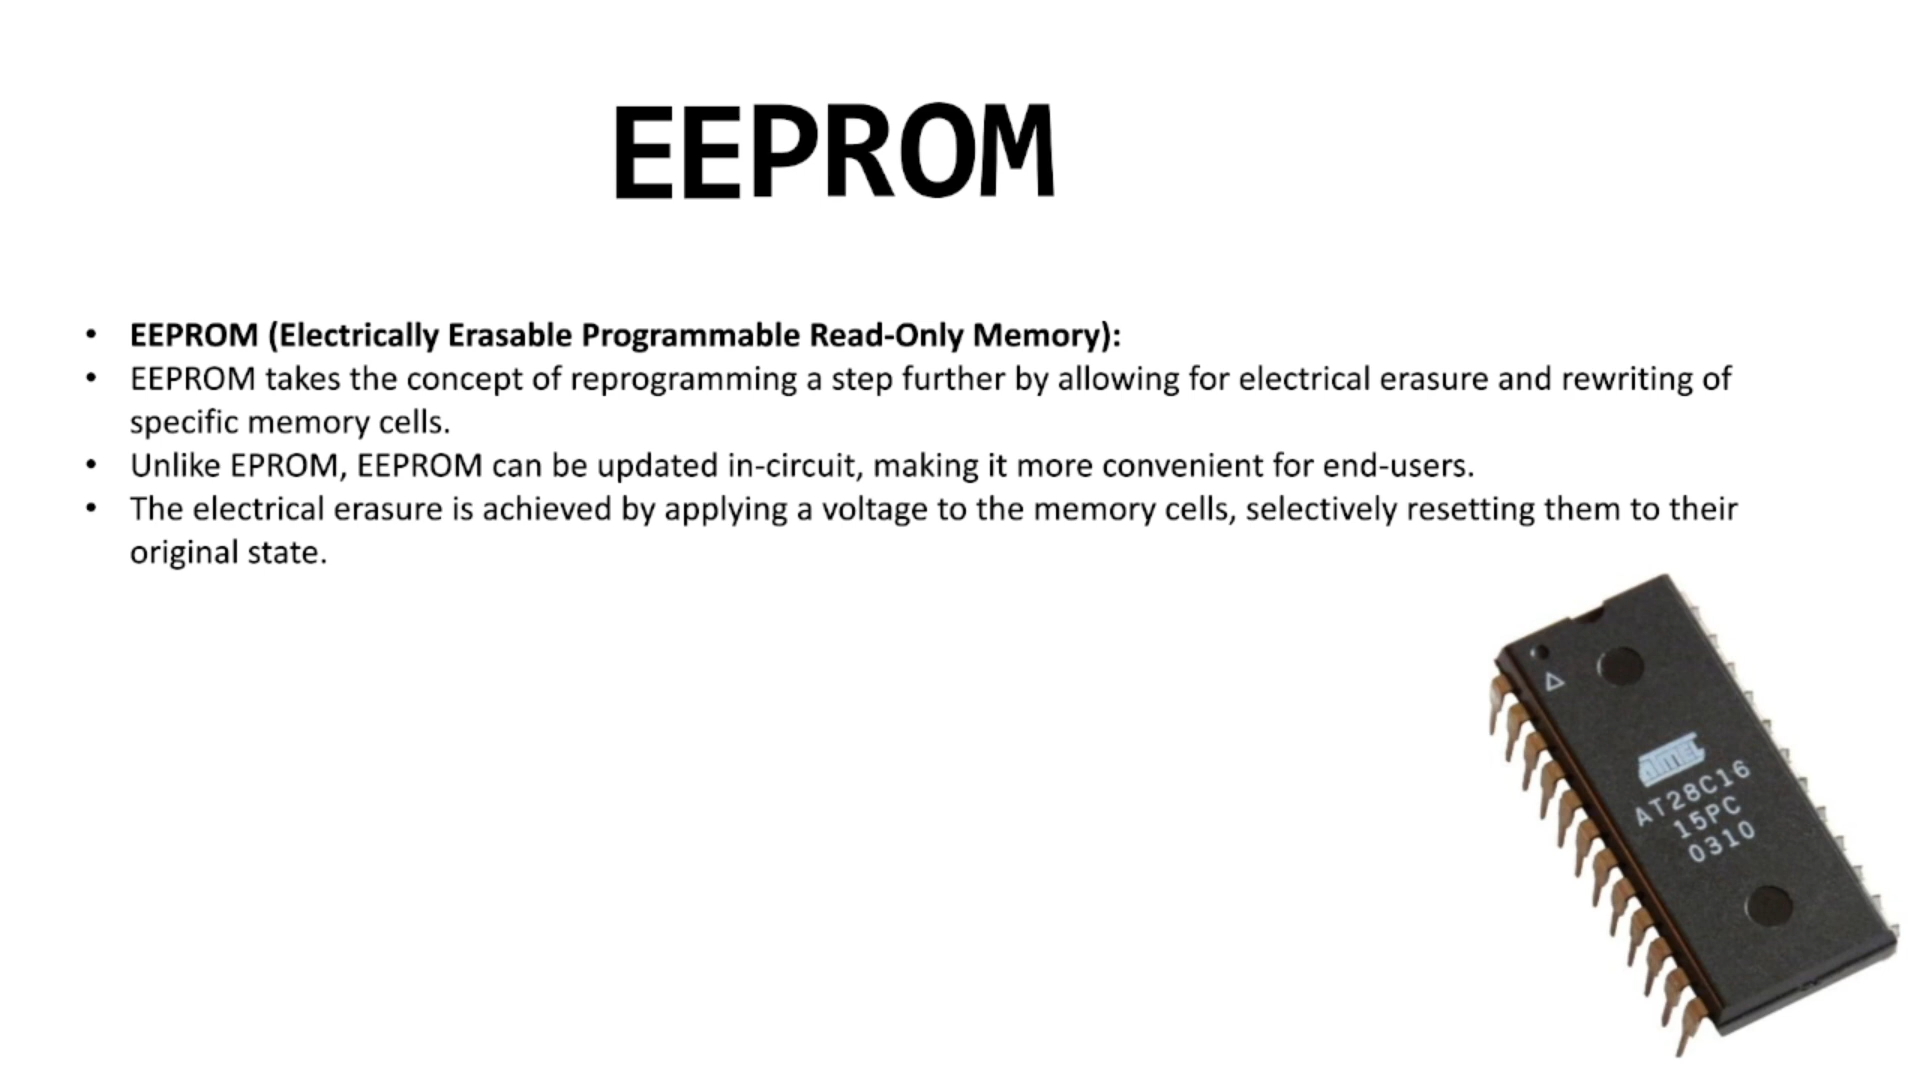 EEPROM
• EEPROM (Electrically Erasable Programmable Read-Only Memory):
• EEPROM takes the concept of reprogramming a step further by allowing for electrical erasure and rewriting of
specific memory cells.
• Unlike EPROM, EEPROM can be updated in-circuit, making it more convenient for end-users.
• The electrical erasure is achieved by applying a voltage to the memory cells, selectively resetting them to their
original state.
ATMEL
AT28C16
15PC
0310